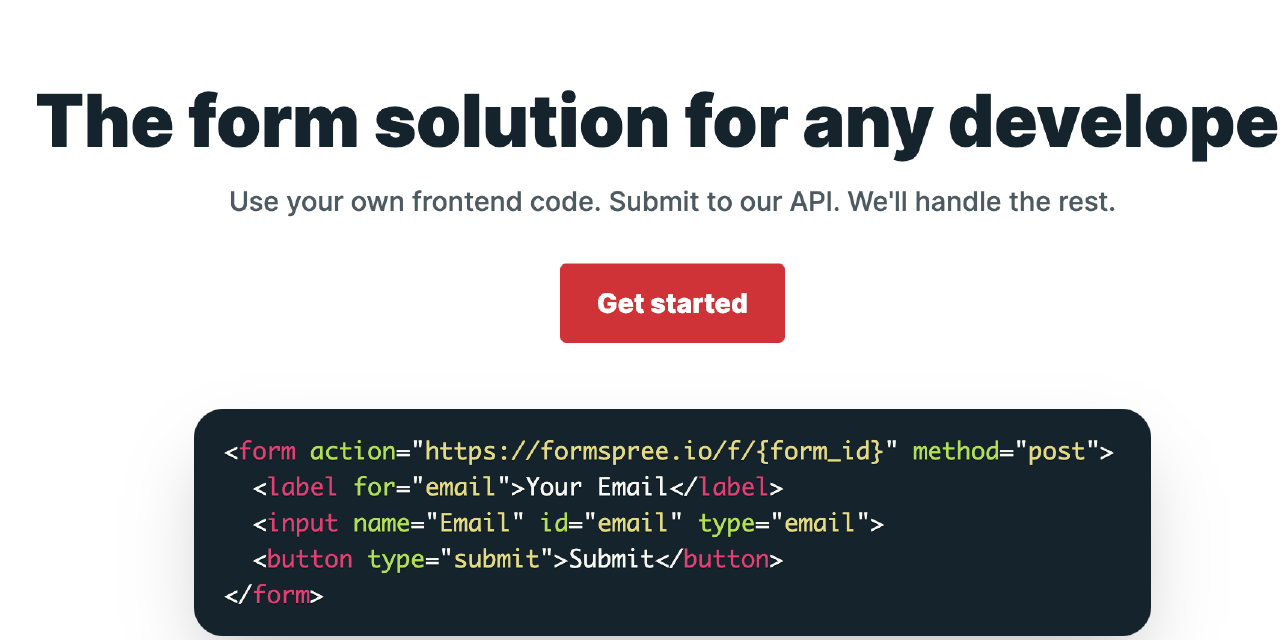 The form solution for any develope
Use your own frontend code. Submit to our API. We'll handle the rest.
Get started
<form action="https://formspree.io/f/{form_id}" method="post">
  <label for="email">Your Email</label>
  <input name="Email" id="email" type="email">
  <button type="submit">Submit</button>
</form>